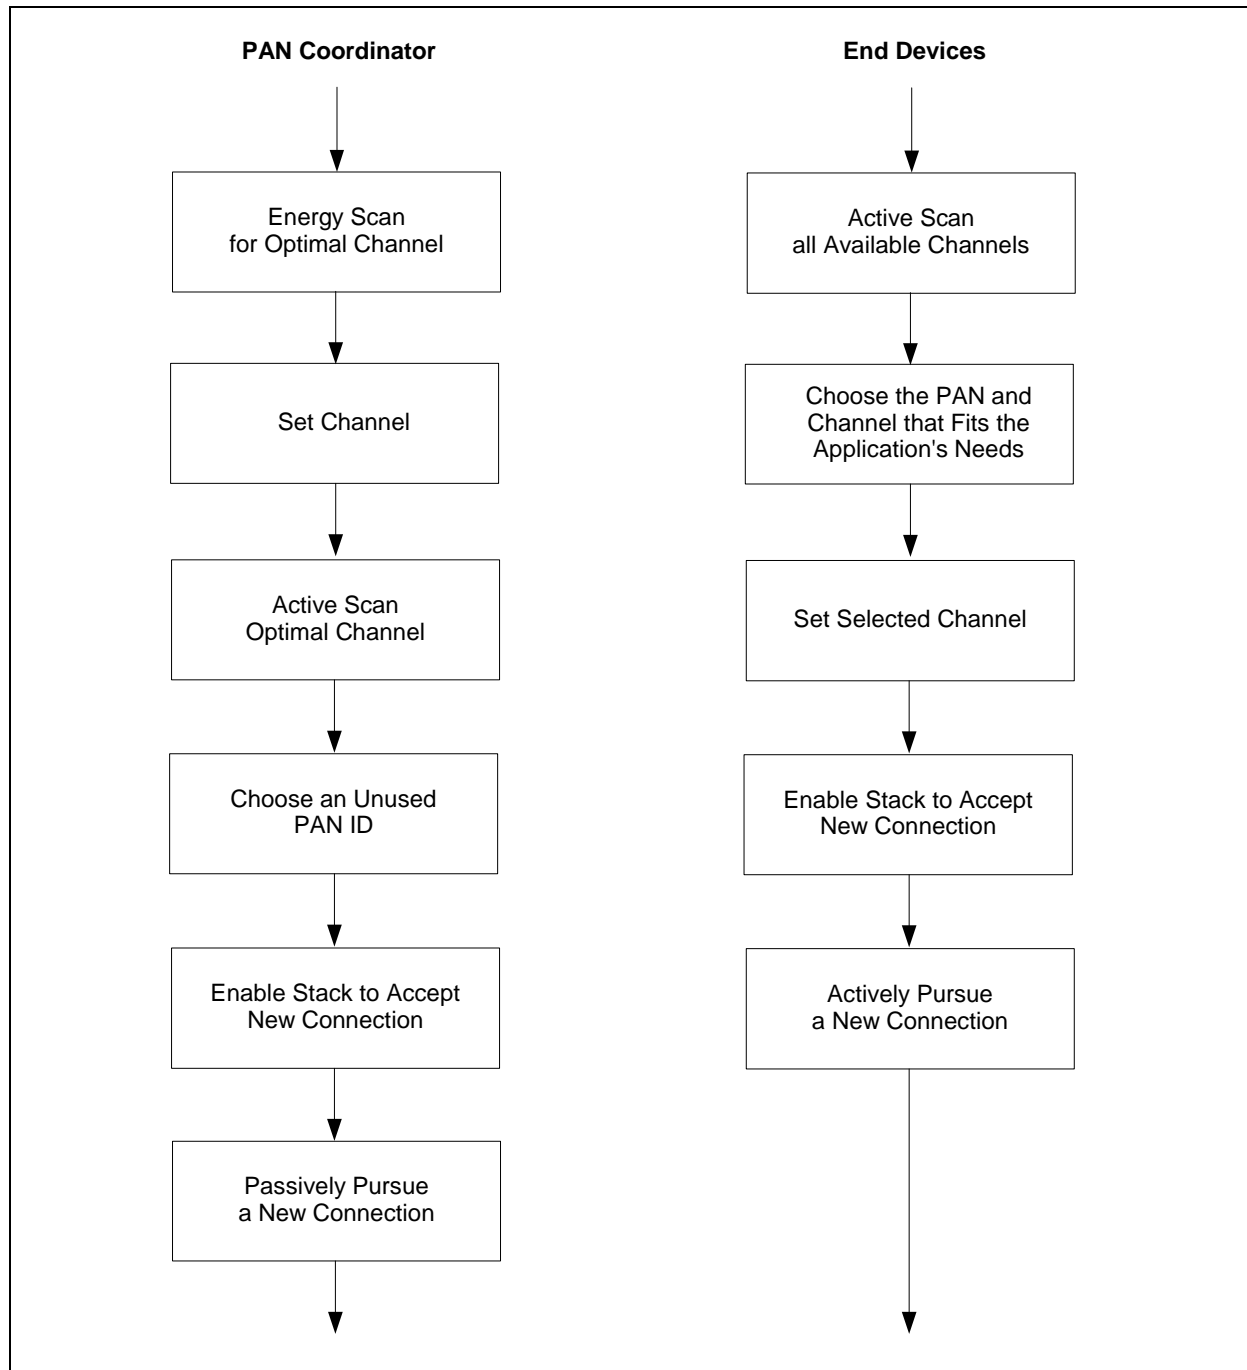 PAN Coordinator
Energy Scan
for Optimal Channel
Set Channel
Active Scan
Optimal Channel
Choose an Unused
PAN ID
Enable Stack to Accept
New Connection
Passively Pursue
a New Connection
End Devices
Active Scan
all Available Channels
Choose the PAN and
Channel that Fits the
Application's Needs
Set Selected Channel
Enable Stack to Accept
New Connection
Actively Pursue
a New Connection